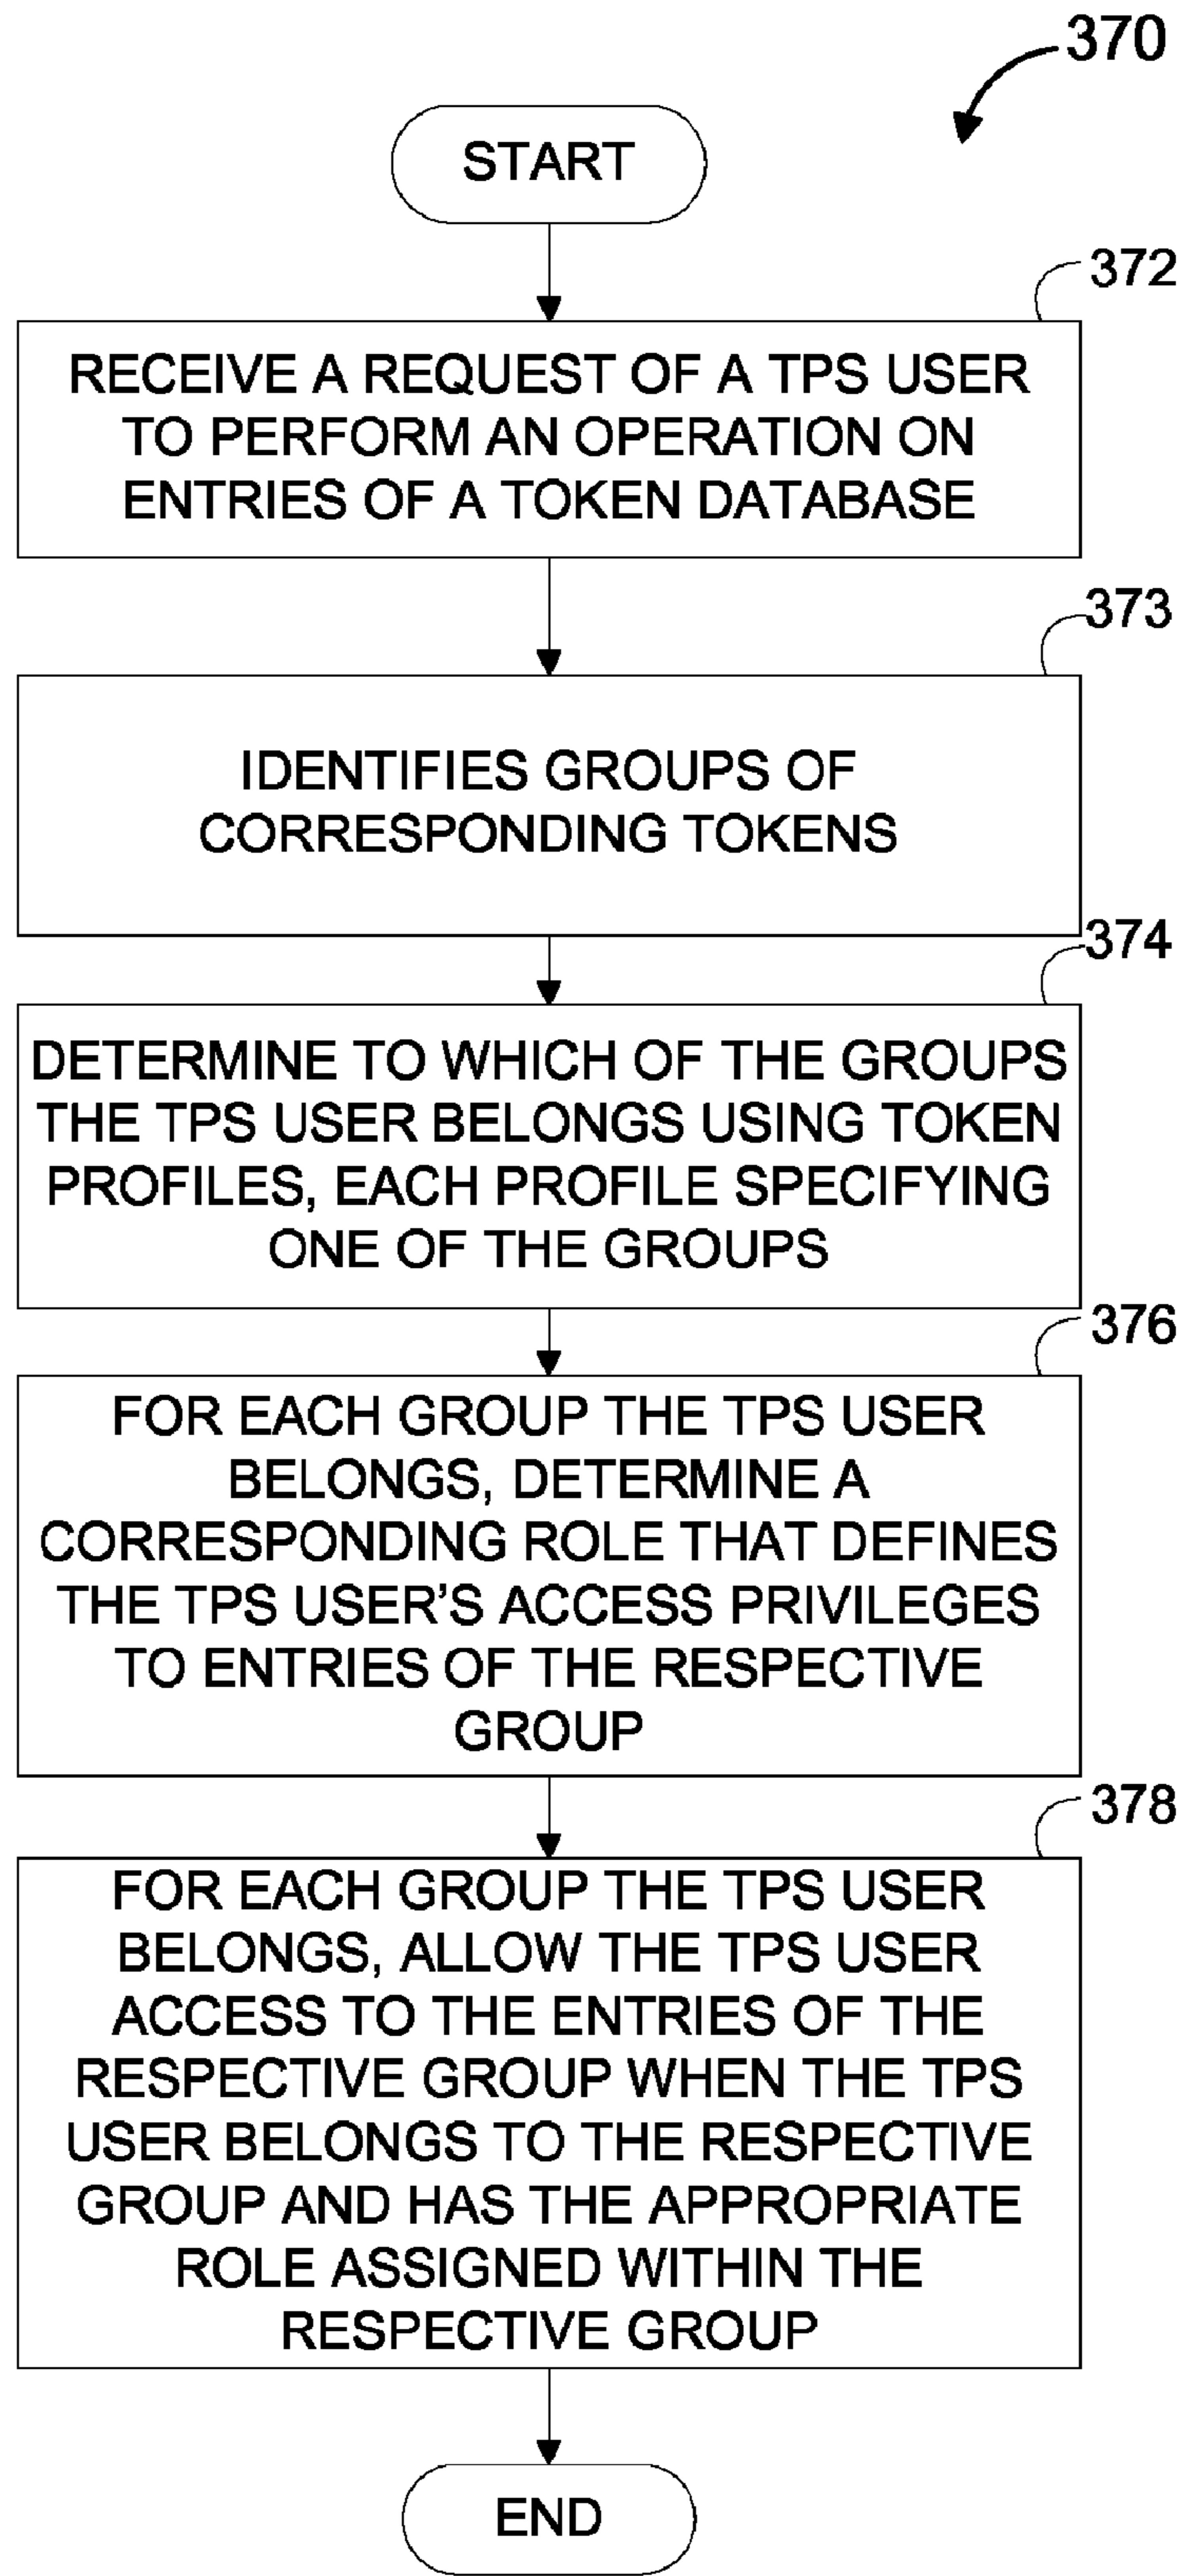 370
START
372
RECEIVE A REQUEST OF A TPS USER
TO PERFORM AN OPERATION ON
ENTRIES OF A TOKEN DATABASE
373
IDENTIFIES GROUPS OF
CORRESPONDING TOKENS
374
DETERMINE TO WHICH OF THE GROUPS
THE TPS USER BELONGS USING TOKEN
PROFILES, EACH PROFILE SPECIFYING
ONE OF THE GROUPS
376
FOR EACH GROUP THE TPS USER
BELONGS, DETERMINE A
CORRESPONDING ROLE THAT DEFINES
THE TPS USER’S ACCESS PRIVILEGES
TO ENTRIES OF THE RESPECTIVE
GROUP
378
FOR EACH GROUP THE TPS USER
BELONGS, ALLOW THE TPS USER
ACCESS TO THE ENTRIES OF THE
RESPECTIVE GROUP WHEN THE TPS
USER BELONGS TO THE RESPECTIVE
GROUP AND HAS THE APPROPRIATE
ROLE ASSIGNED WITHIN THE
RESPECTIVE GROUP
END